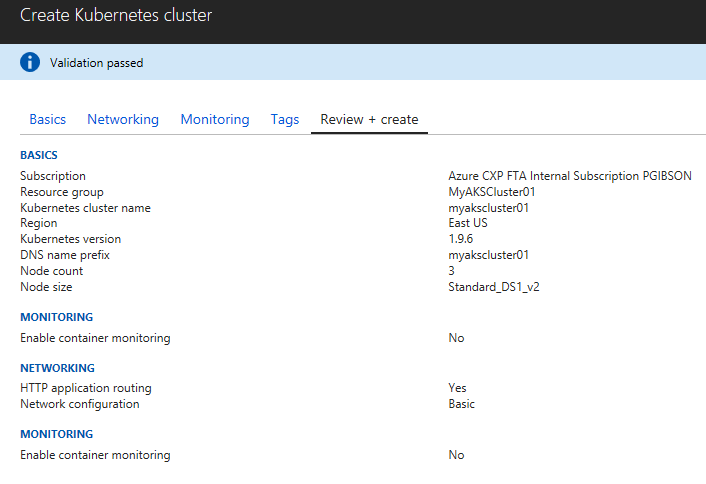 Create Kubernetes cluster
Validation passed
Basics Networking Monitoring Tags Review + create
BASICS
Subscription Azure CXP FTA Internal Subscription PGIBSON
Resource group MyAKSCluster01
Kubernetes cluster name myakscluster01
Region East US
Kubernetes version 1.9.6
DNS name prefix myakscluster01
Node count 3
Node size Standard_DS1_v2
MONITORING
Enable container monitoring No
NETWORKING
HTTP application routing Yes
Network configuration Basic
MONITORING
Enable container monitoring No